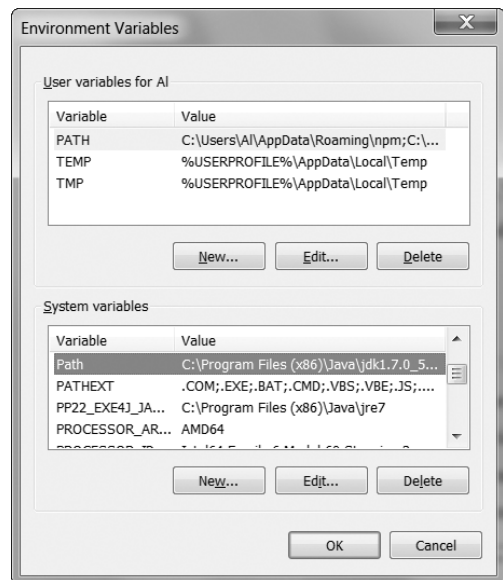 Environment Variables
User variables for Al
Variable Value
PATH C:\Users\Al\AppData\Roaming\npm;C:\...
TEMP %USERPROFILE%\AppData\Local\Temp
TMP %USERPROFILE%\AppData\Local\Temp
New... Edit... Delete
System variables
Variable Value
Path C:\Program Files (x86)\Java\jdk1.7.0_5...
PATHEXT .COM;.EXE;.BAT;.CMD;.VBS;.VBE;.JS;....
PP22_EXE4J_JA... C:\Program Files (x86)\Java\jre7
PROCESSOR_AR... AMD64
New... Edit... Delete
OK Cancel